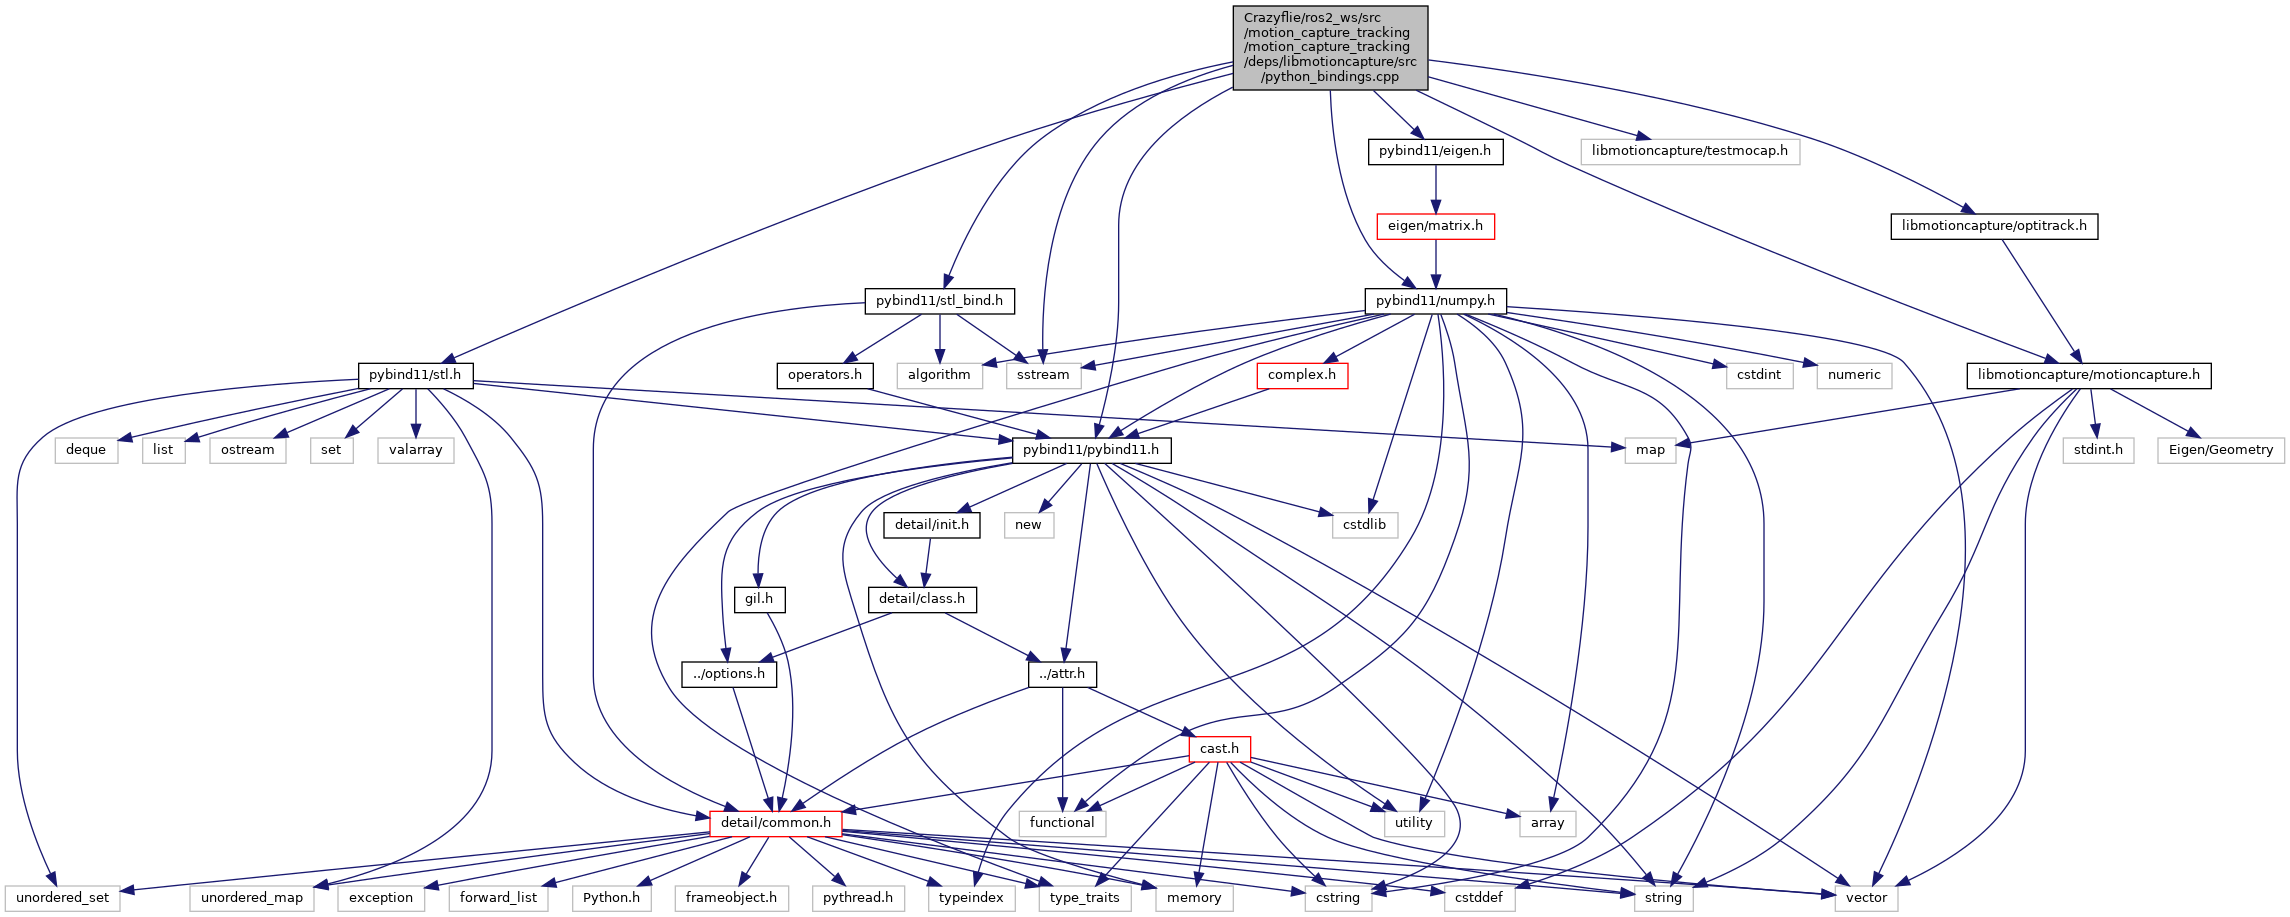 Crazyflie/ros2_ws/src
/motion_capture_tracking
/motion_capture_tracking
/deps/libmotioncapture/src
/python_bindings.cpp
pybind11/eigen.h
libmotioncapture/testmocap.h
eigen/matrix.h
libmotioncapture/optitrack.h
pybind11/stl_bind.h
pybind11/numpy.h
pybind11/stl.h
operators.h
algorithm
sstream
complex.h
cstdint
numeric
libmotioncapture/motioncapture.h
deque
list
ostream
set
valarray
pybind11/pybind11.h
map
stdint.h
Eigen/Geometry
detail/init.h
new
cstdlib
gil.h
detail/class.h
../options.h
../attr.h
cast.h
detail/common.h
functional
utility
array
unordered_set
unordered_map
exception
forward_list
Python.h
frameobject.h
pythread.h
typeindex
type_traits
memory
cstring
cstddef
string
vector